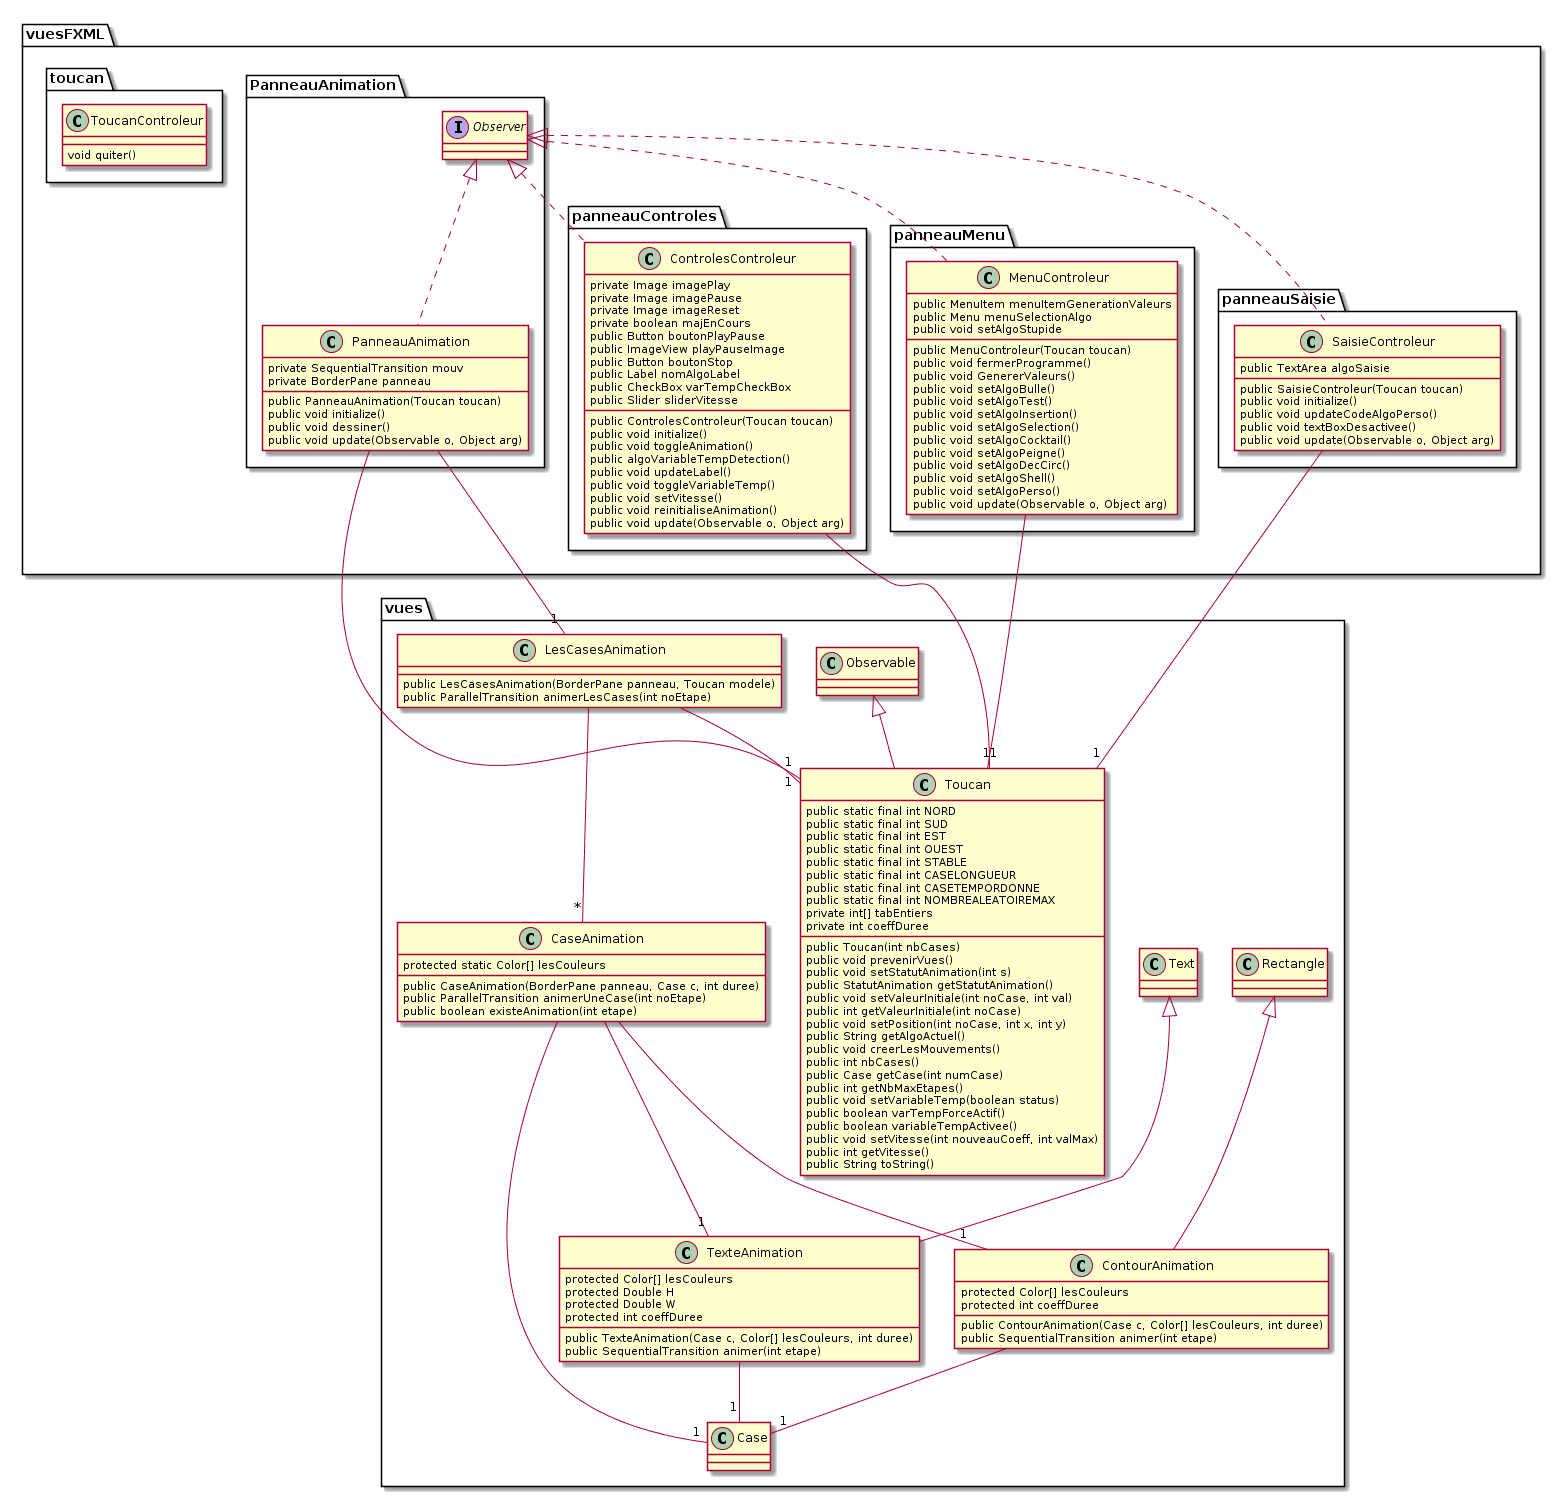 vuesFXML
toucan
C ToucanControleur
void quiter()
PanneauAnimation
I Observer
C PanneauAnimation
private SequentialTransition mouv
private BorderPane panneau
public PanneauAnimation(Toucan toucan)
public void initialize()
public void dessiner()
public void update(Observable o, Object arg)
panneauControles
C ControlesControleur
private Image imagePlay
private Image imagePause
private Image imageReset
private boolean majEnCours
public Button boutonPlayPause
public ImageView playPauseImage
public Button boutonStop
public Label nomAlgoLabel
public CheckBox varTempCheckBox
public Slider sliderVitesse
public ControlesControleur(Toucan toucan)
public void initialize()
public void toggleAnimation()
public algoVariableTempDetection()
public void updateLabel()
public void toggleVariableTemp()
public void setVitesse()
public void reinitialiseAnimation()
public void update(Observable o, Object arg)
panneauMenu
C MenuControleur
public MenuItem menuItemGenerationValeurs
public Menu menuSelectionAlgo
public void setAlgoStupide
public MenuControleur(Toucan toucan)
public void fermerProgramme()
public void GenererValeurs()
public void setAlgoBulle()
public void setAlgoTest()
public void setAlgoInsertion()
public void setAlgoSelection()
public void setAlgoCocktail()
public void setAlgoPeigne()
public void setAlgoDecCirc()
public void setAlgoShell()
public void setAlgoPerso()
public void update(Observable o, Object arg)
panneauSaisie
C SaisieControleur
public TextArea algoSaisie
public SaisieControleur(Toucan toucan)
public void initialize()
public void updateCodeAlgoPerso()
public void textBoxDesactivee()
public void update(Observable o, Object arg)
vues
1
C LesCasesAnimation
public LesCasesAnimation(BorderPane panneau, Toucan modele)
public ParallelTransition animerLesCases(int noEtape)
C Observable
1
1
11
1
C Toucan
public static final int NORD
public static final int SUD
public static final int EST
public static final int OUEST
public static final int STABLE
public static final int CASELONGUEUR
public static final int CASETEMPORDONNE
public static final int NOMBREALEATOIREMAX
private int[] tabEntiers
private int coeffDuree
public Toucan(int nbCases)
public void prevenirVues()
public void setStatutAnimation(int s)
public StatutAnimation getStatutAnimation()
public void setValeurInitiale(int noCase, int val)
public int getValeurInitiale(int noCase)
public void setPosition(int noCase, int x, int y)
public String getAlgoActuel()
public void creerLesMouvements()
public int nbCases()
public Case getCase(int numCase)
public int getNbMaxEtapes()
public void setVariableTemp(boolean status)
public boolean varTempForceActif()
public boolean variableTempActivee()
public void setVitesse(int nouveauCoeff, int valMax)
public int getVitesse()
public String toString()
*
C CaseAnimation
protected static Color[] lesCouleurs
public CaseAnimation(BorderPane panneau, Case c, int duree)
public ParallelTransition animerUneCase(int noEtape)
public boolean existeAnimation(int etape)
C Text
C Rectangle
1
C TexteAnimation
protected Color[] lesCouleurs
protected Double H
protected Double W
protected int coeffDuree
public TexteAnimation(Case c, Color[] lesCouleurs, int duree)
public SequentialTransition animer(int etape)
1
C ContourAnimation
protected Color[] lesCouleurs
protected int coeffDuree
public ContourAnimation(Case c, Color[] lesCouleurs, int duree)
public SequentialTransition animer(int etape)
1
1
1
C Case